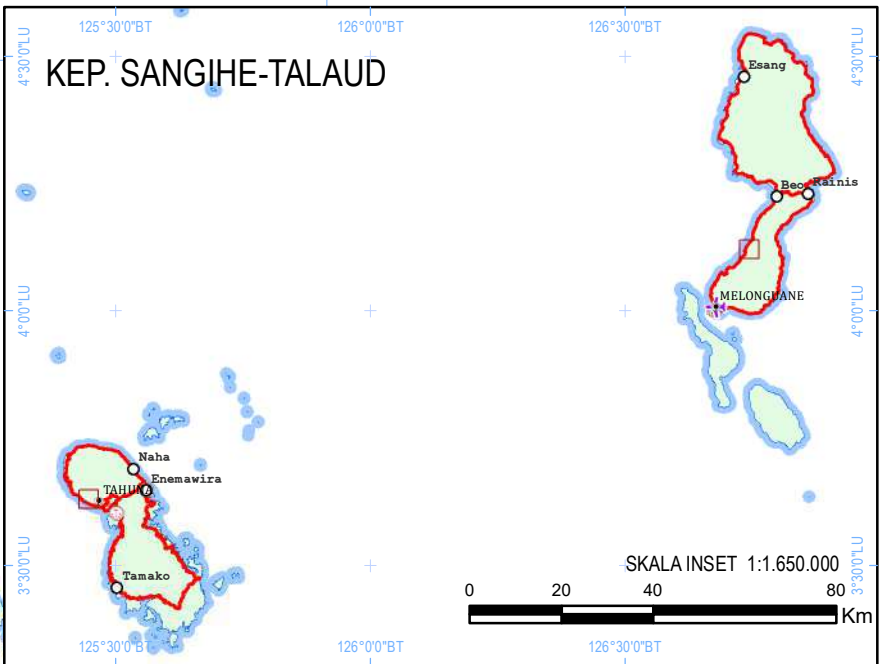 125°30'0"BT
126°0'0"BT
126°30'0"BT
4°30'0"LU
4°30'0"LU
KEP. SANGIHE-TALAUD
Esang
Beo
Rainis
MELONGUANE
4°0'0"LU
4°0'0"LU
Naha
Enemawira
TAHUNA
Tamako
3°30'0"LU
3°30'0"LU
SKALA INSET 1:1.650.000
0 20 40 80
Km
125°30'0"BT
126°0'0"BT
126°30'0"BT